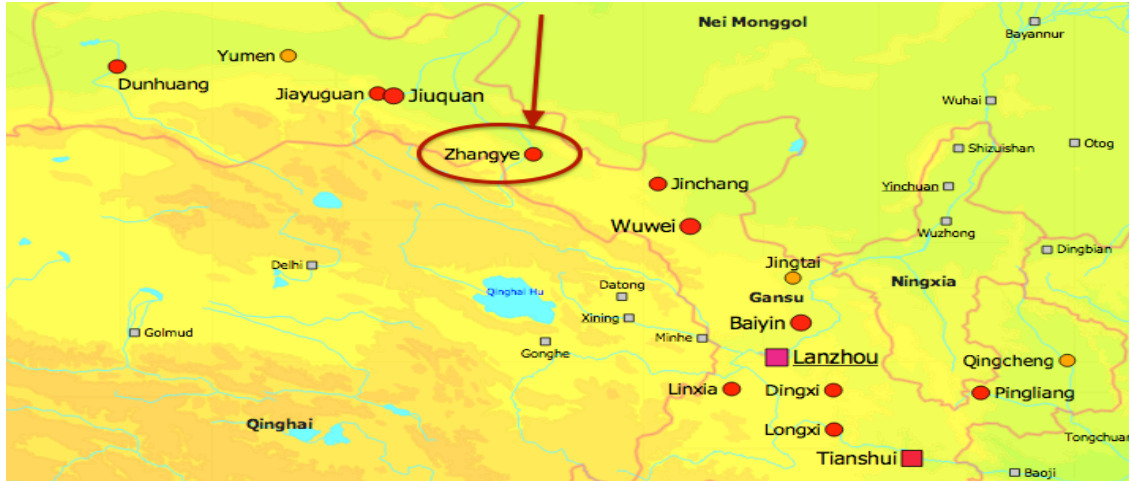 Nei Monggol
Bayannur
Yumen
Dunhuang
Jiayuguan
Jiuquan
Wuhai
Zhangye
Shizuishan
Otog
Jinchang
Yinchuan
Wuwei
Wuzhong
Dingbian
Jingtai
Delhi
Ningxia
Datong
Qinghai Hu
Gansu
Xining
Baiyin
Golmud
Minhe
Gonghe
Lanzhou
Qingcheng
Linxia
Dingxi
Pingliang
Qinghai
Longxi
Tongchuan
Tianshui
Baoji